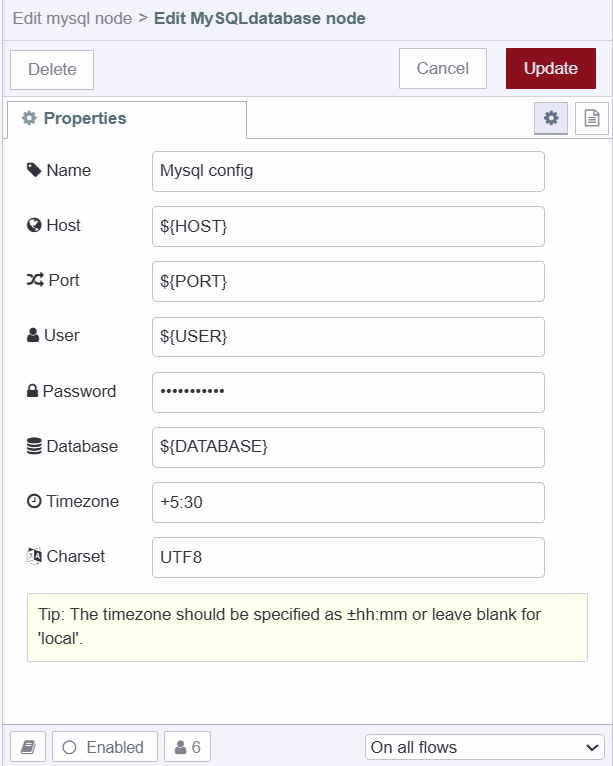 Edit mysql node > Edit MySQLdatabase node
Delete
Cancel
Update
Properties
Name
Mysql config
Host
${HOST}
Port
${PORT}
User
${USER}
Password
•••••••••••
Database
${DATABASE}
Timezone
+5:30
Charset
UTF8
Tip: The timezone should be specified as ±hh:mm or leave blank for
'local'.
Enabled
6
On all flows